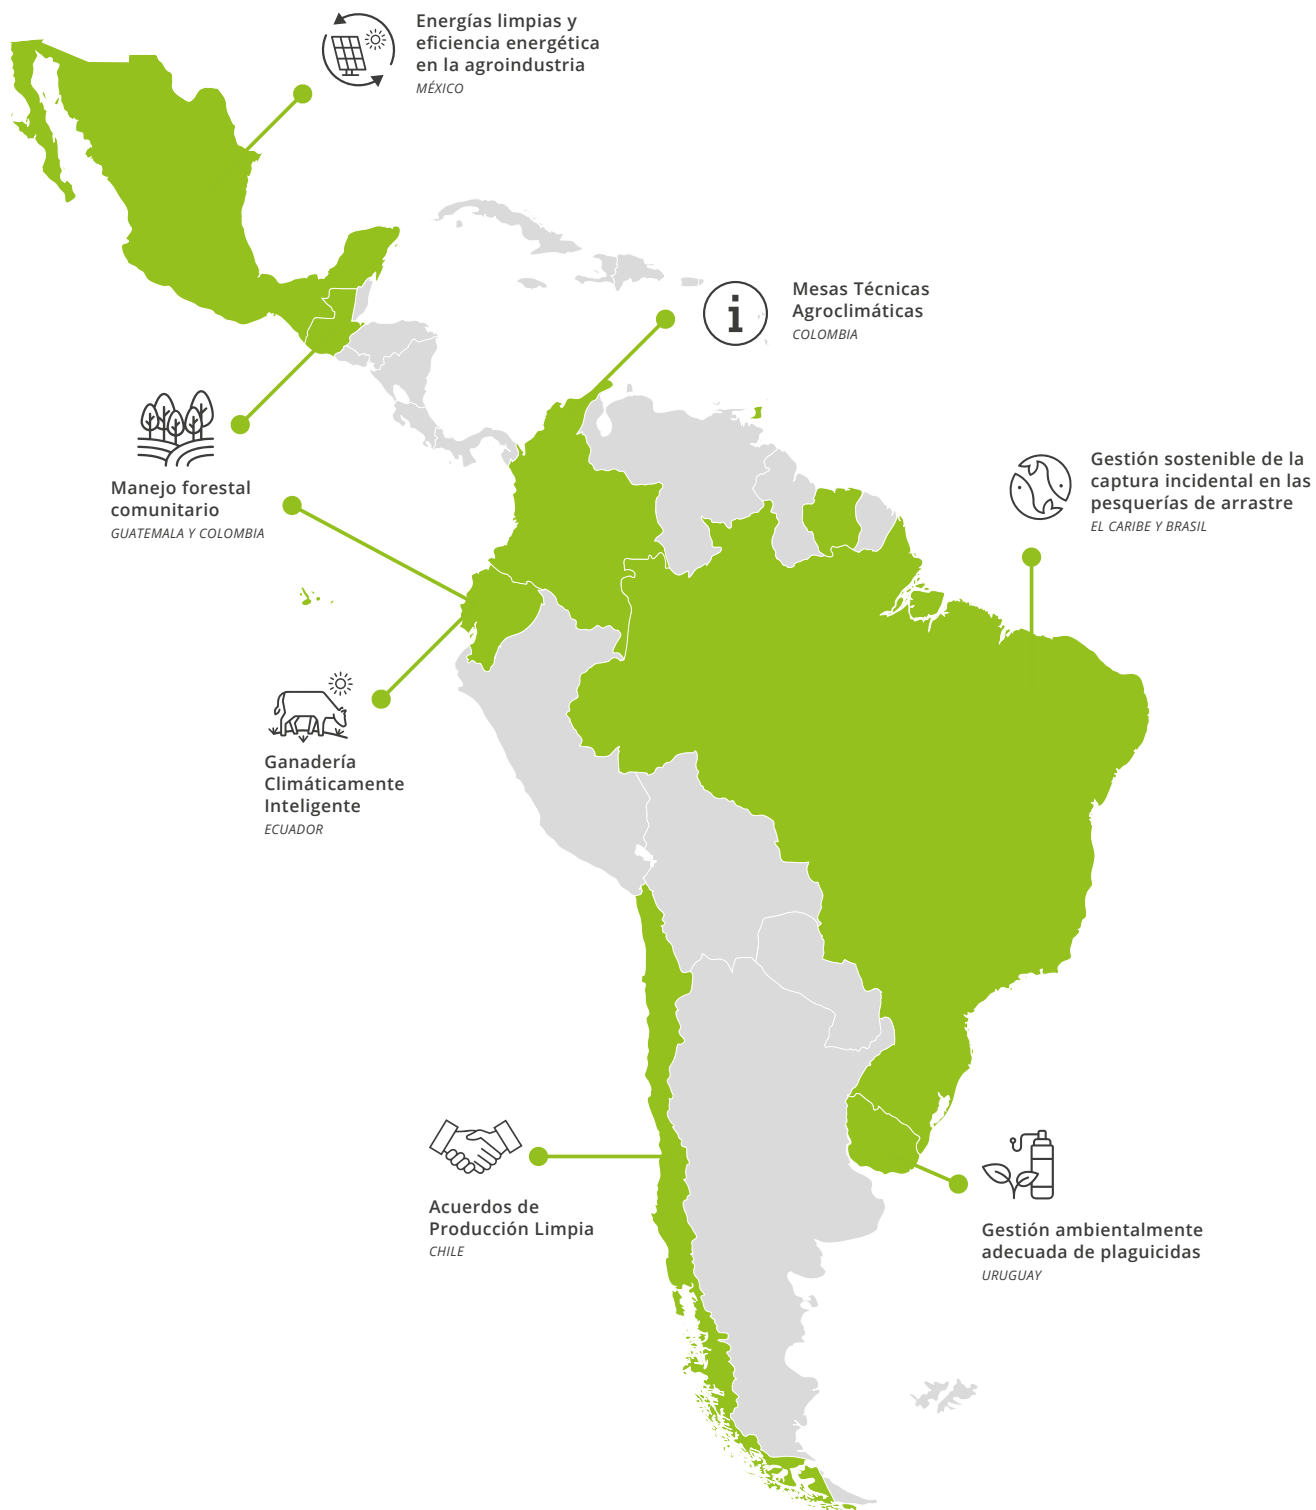 Energías limpias y
eficiencia energética
en la agroindustria
MÉXICO
Mesas Técnicas
Agroclimáticas
COLOMBIA
Manejo forestal
comunitario
GUATEMALA Y COLOMBIA
Gestión sostenible de la
captura incidental en las
pesquerías de arrastre
EL CARIBE Y BRASIL
Ganadería
Climáticamente
Inteligente
ECUADOR
Acuerdos de
Producción Limpia
CHILE
Gestión ambientalmente
adecuada de plaguicidas
URUGUAY